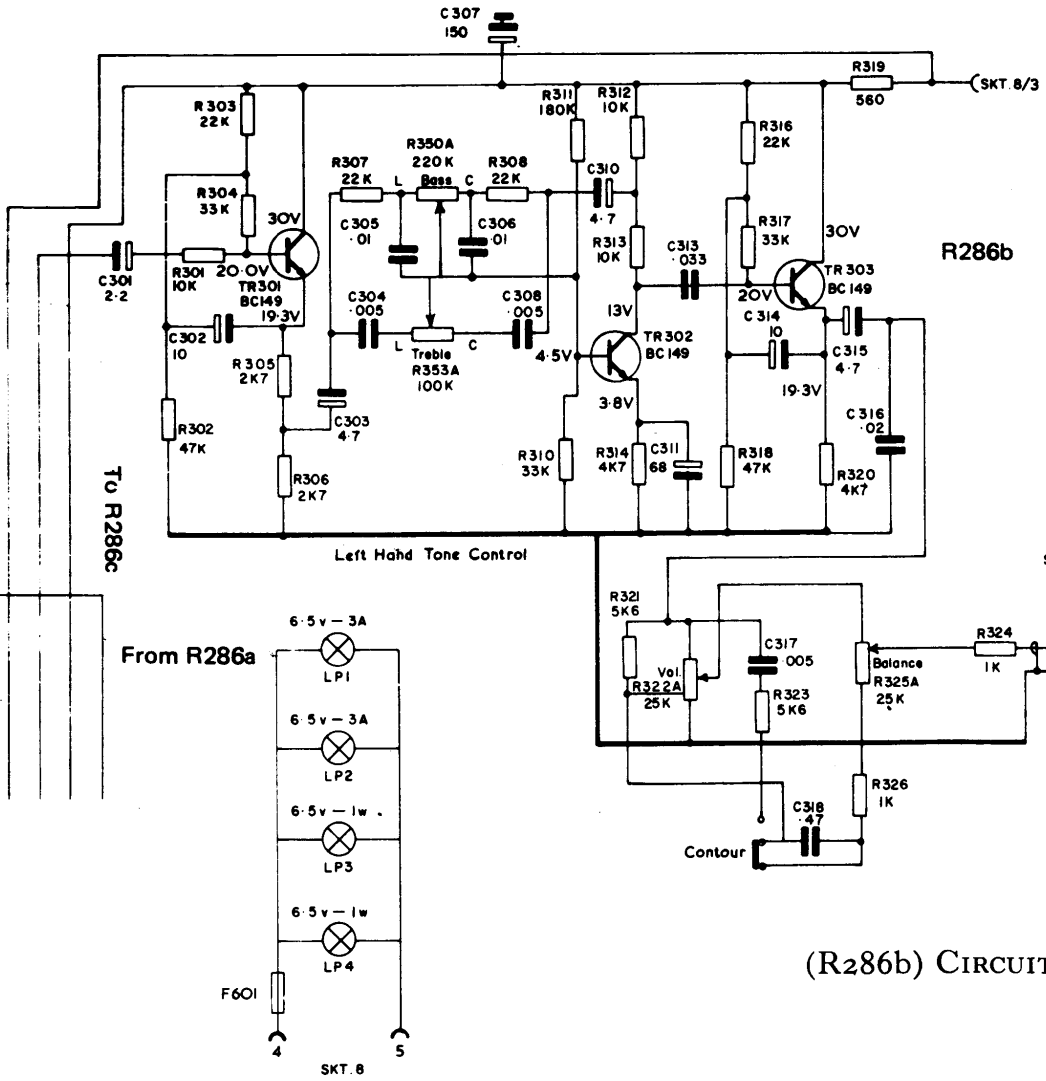 C307
150
R319
560
SKT. 8/3
R303
22K
R311
180K
R312
10K
R316
22K
R307
22K
R350A
220K
Bass
L
C
R308
22K
C310
4.7
R304
33K
C305
.01
C306
.01
R313
10K
C313
.033
R317
33K
30V
30V
R286b
C301
2.2
R301
10K
20.0V
TR301
BC149
19.3V
C304
.005
C308
.005
13V
20V
TR303
BC149
C302
10
L
Treble
C
R353A
100K
4.5V
TR302
BC149
C314
10
C315
4.7
R305
2K7
3.8V
19.3V
C303
4.7
R302
47K
R306
2K7
R310
33K
R314
4K7
C311
68
R318
47K
C316
.02
R320
4K7
To R286c
Left Hahd Tone Control
From R286a
6.5v-3A
LP1
6.5v-3A
LP2
6.5v-1w
LP3
6.5v-1w
LP4
F601
4
5
SKT. 8
R321
5K6
Vol.
R322A
25K
C317
.005
R323
5K6
Balance
R325A
25K
R324
1K
R326
1K
C318
.47
Contour
(R286b) CIRCUIT